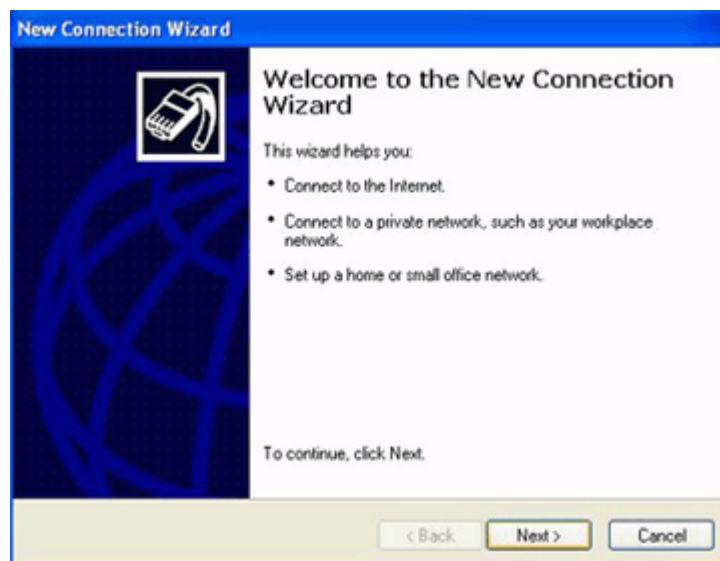 New Connection Wizard
Welcome to the New Connection
Wizard
This wizard helps you:
• Connect to the Internet.
• Connect to a private network, such as your workplace
network.
• Set up a home or small office network.
To continue, click Next.
< Back Next > Cancel